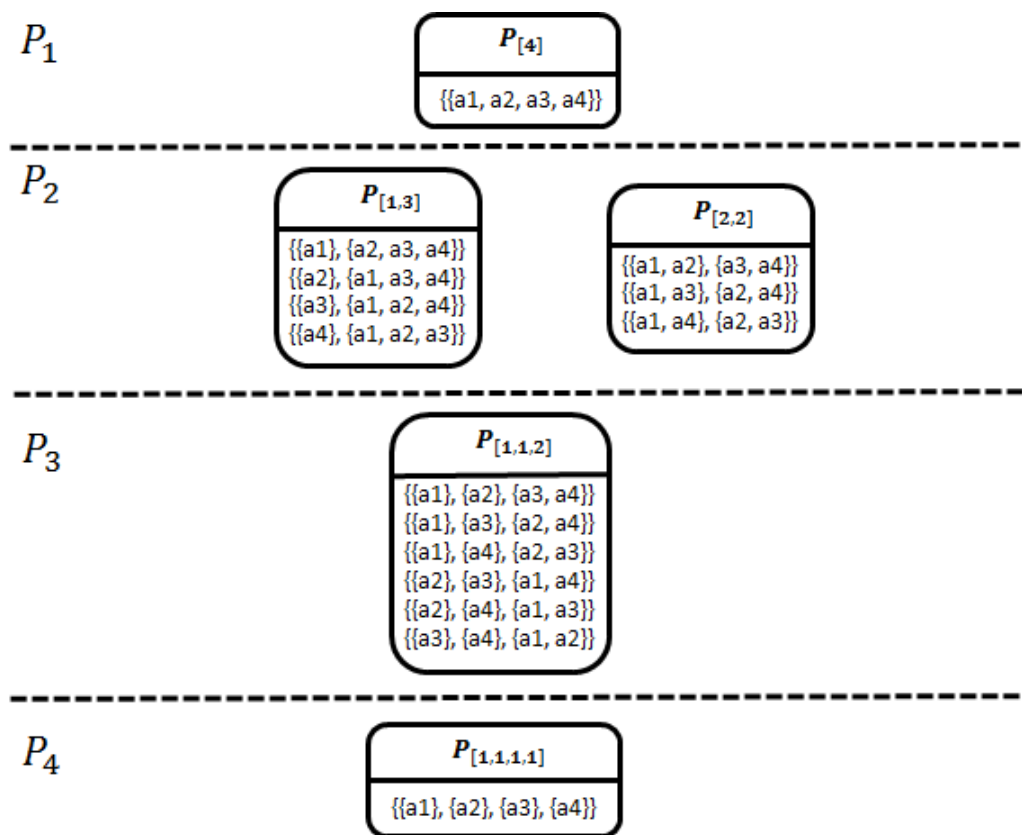 P₁
P[4]
{{a1, a2, a3, a4}}
P₂
P[1,3]
{{a1}, {a2, a3, a4}}
{{a2}, {a1, a3, a4}}
{{a3}, {a1, a2, a4}}
{{a4}, {a1, a2, a3}}
P[2,2]
{{a1, a2}, {a3, a4}}
{{a1, a3}, {a2, a4}}
{{a1, a4}, {a2, a3}}
P₃
P[1,1,2]
{{a1}, {a2}, {a3, a4}}
{{a1}, {a3}, {a2, a4}}
{{a1}, {a4}, {a2, a3}}
{{a2}, {a3}, {a1, a4}}
{{a2}, {a4}, {a1, a3}}
{{a3}, {a4}, {a1, a2}}
P₄
P[1,1,1,1]
{{a1}, {a2}, {a3}, {a4}}